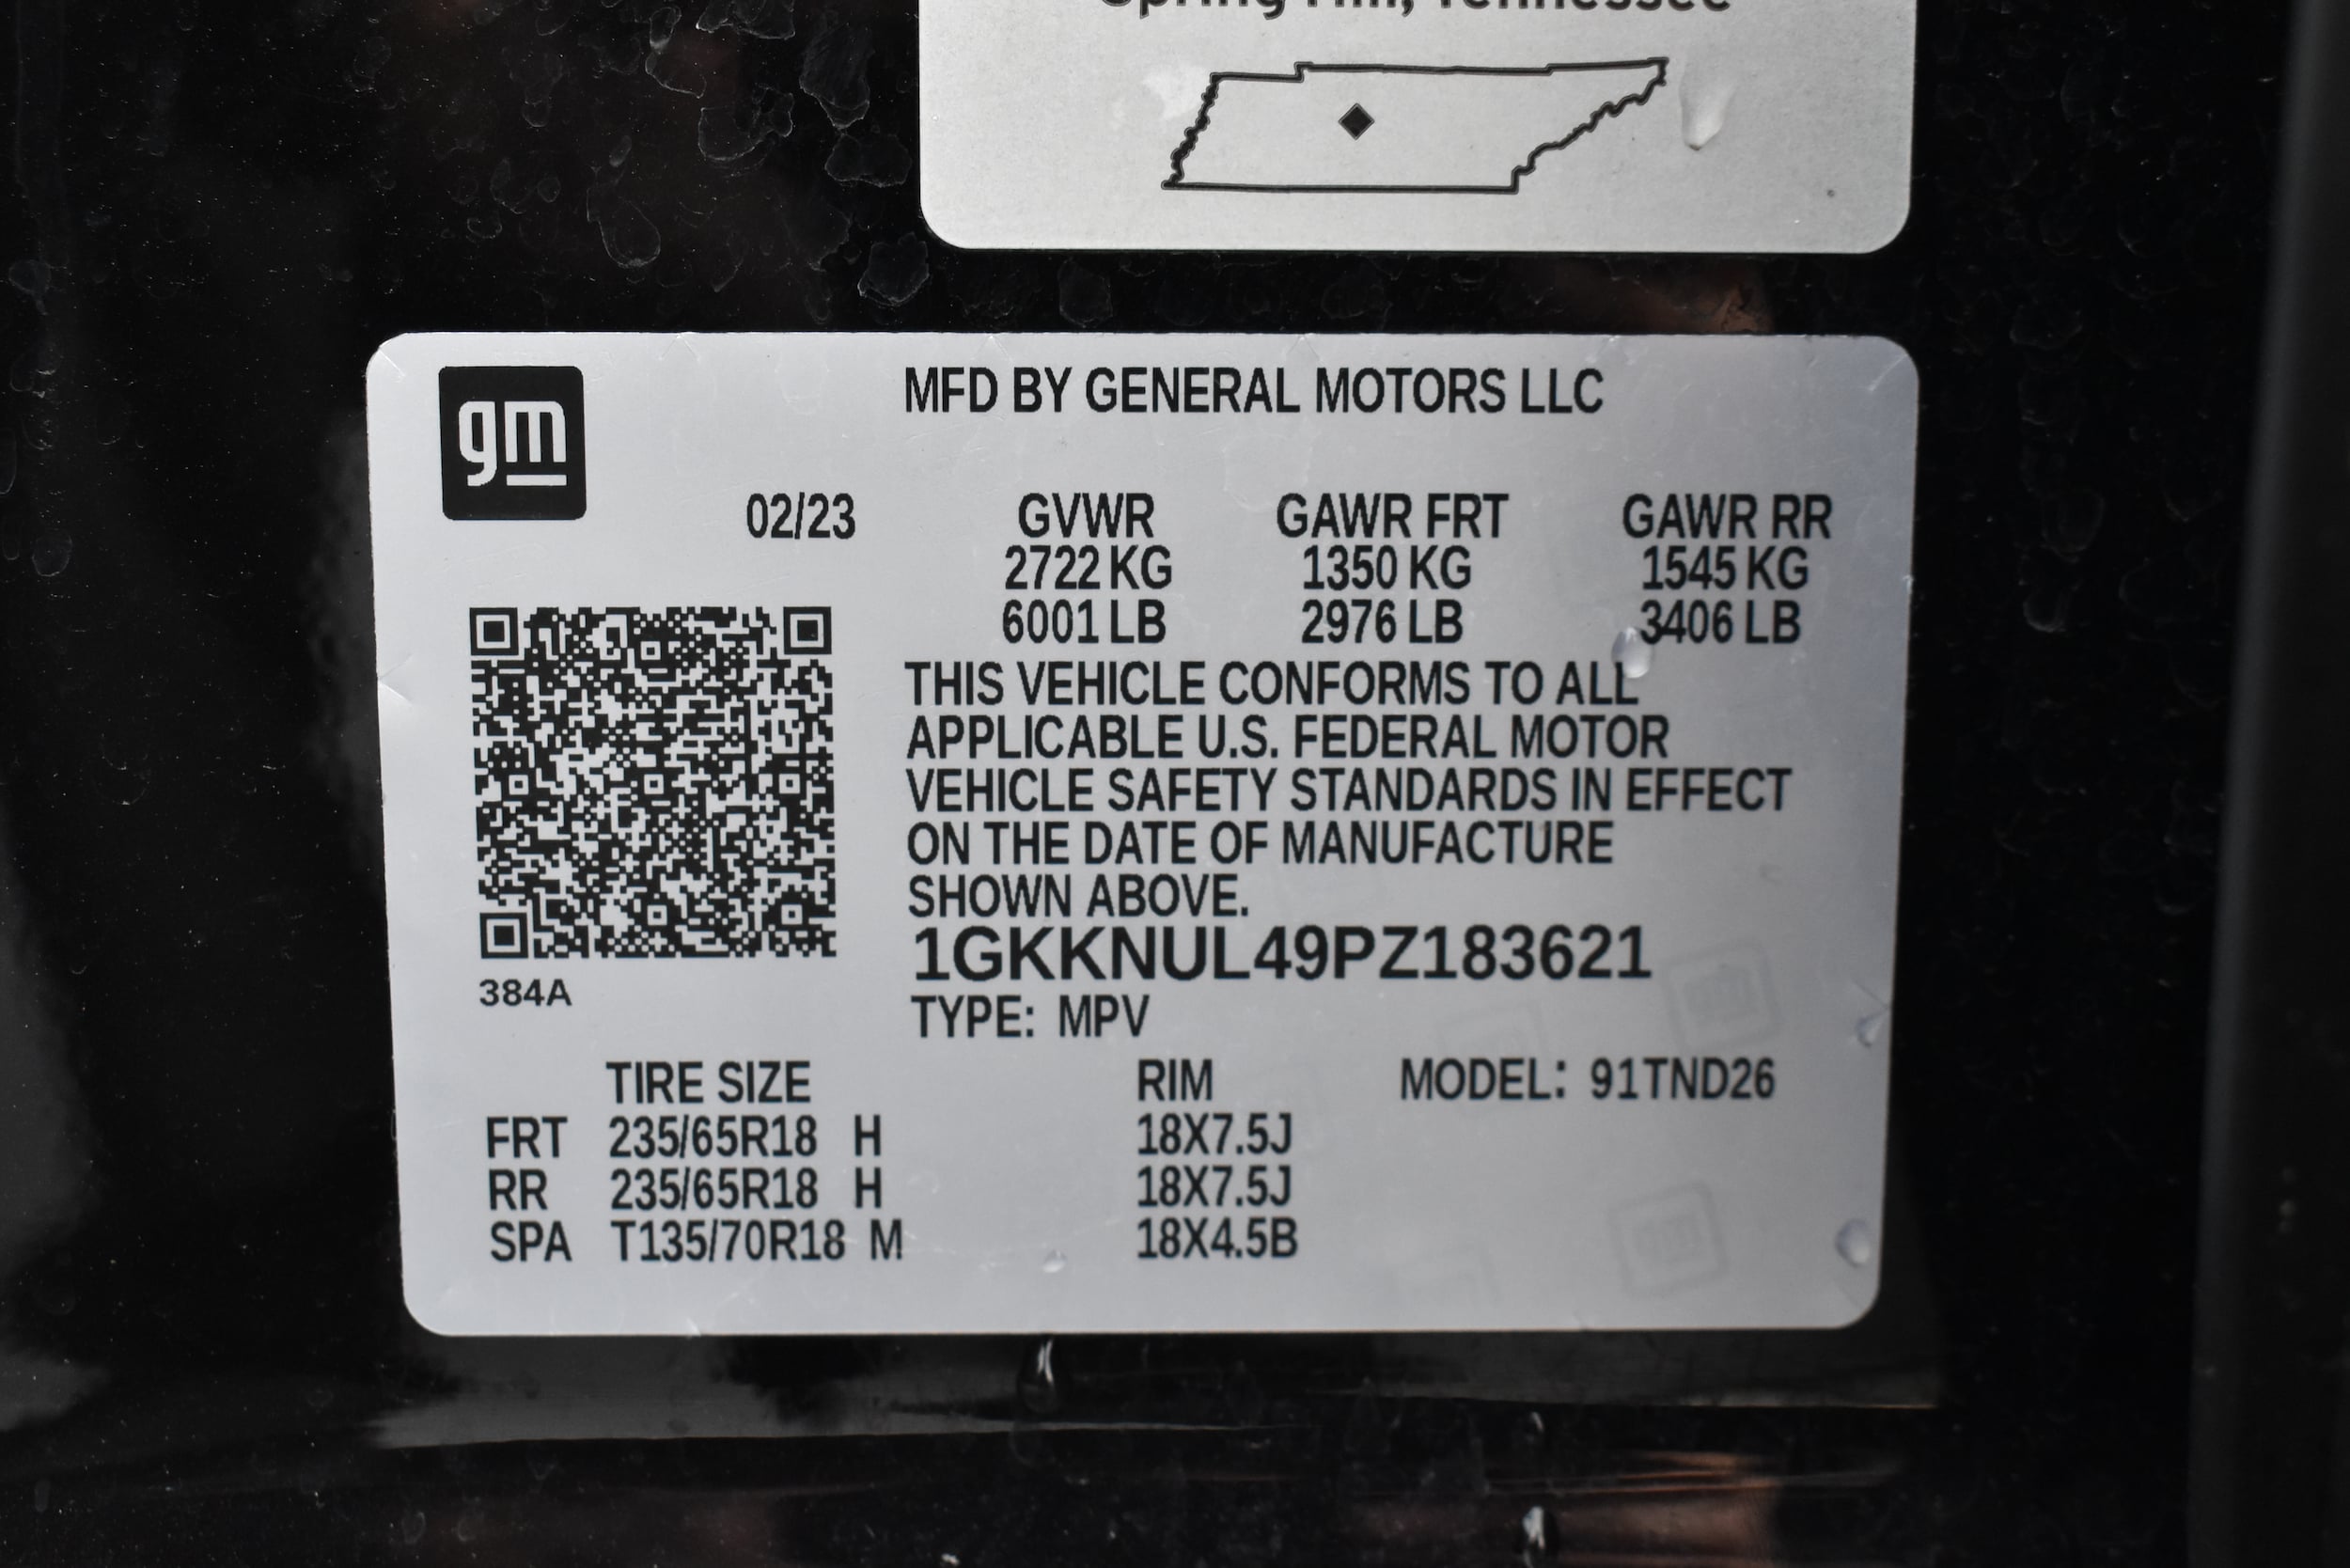 Spring Hill, Tennessee
gm
MFD BY GENERAL MOTORS LLC
02/23 GVWR GAWR FRT GAWR RR
2722 KG 1350 KG 1545 KG
6001 LB 2976 LB 3406 LB
THIS VEHICLE CONFORMS TO ALL
APPLICABLE U.S. FEDERAL MOTOR
VEHICLE SAFETY STANDARDS IN EFFECT
ON THE DATE OF MANUFACTURE
SHOWN ABOVE.
1GKKNUL49PZ183621
384A
TYPE: MPV
TIRE SIZE RIM MODEL: 91TND26
FRT 235/65R18 H 18X7.5J
RR 235/65R18 H 18X7.5J
SPA T135/70R18 M 18X4.5B